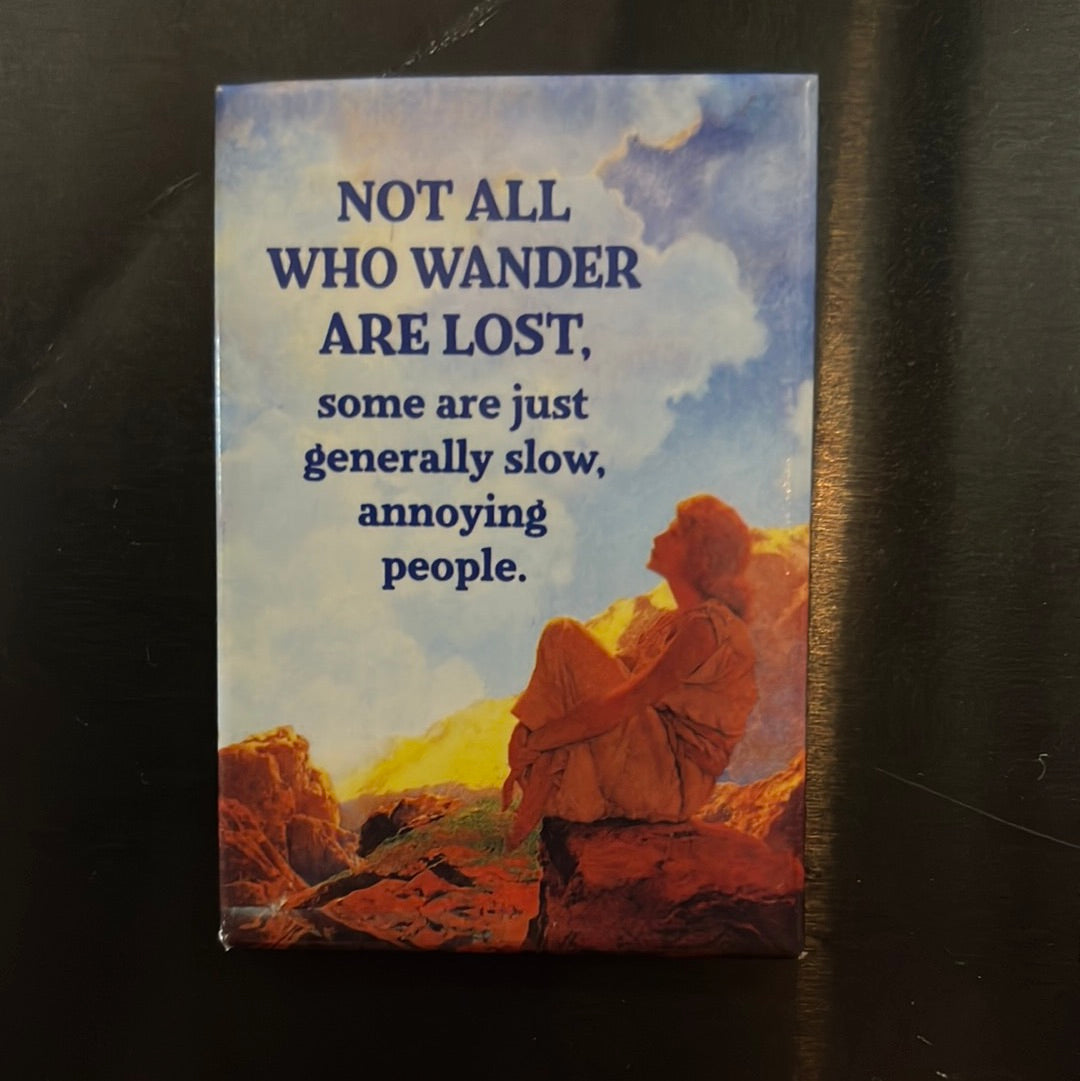 NOT ALL
WHO WANDER
ARE LOST,
some are just
generally slow,
annoying
people.